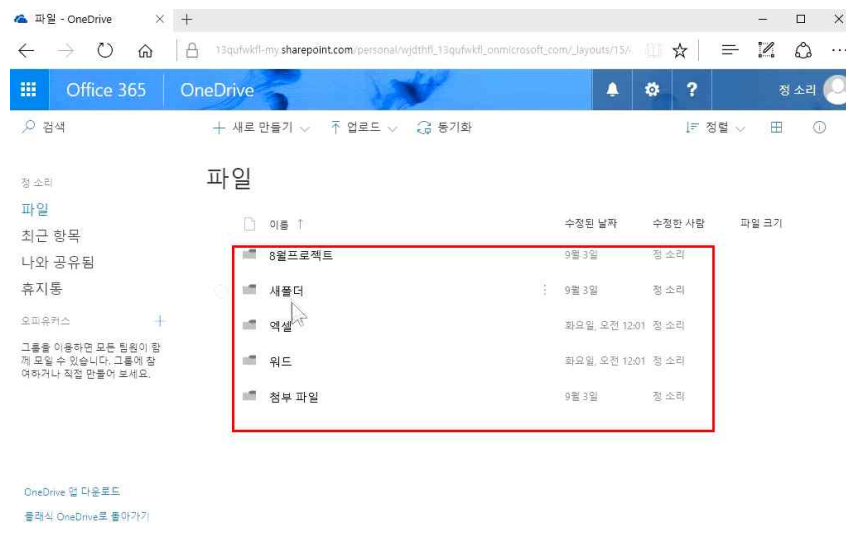 파일 - OneDrive
13qufwkfl-my.sharepoint.com/personal/wjdthfl_13qufwkfl_onmicrosoft_com/_layouts/15/
Office 365 OneDrive ? 정 소리
검색 + 새로 만들기 업로드 동기화 정렬
정 소리
파일
파일
최근 항목
나와 공유됨
휴지통
오피유커스 +
그룹을 이용하면 모든 팀원이 함
께 모일 수 있습니다. 그룹에 참
여하거나 직접 만들어 보세요.
이름 ↑ 수정된 날짜 수정한 사람 파일 크기
8월프로젝트 9월 3일 정 소리
새폴더 9월 3일 정 소리
엑셀 화요일, 오전 12:01 정 소리
워드 화요일, 오전 12:01 정 소리
첨부 파일 9월 3일 정 소리
OneDrive 앱 다운로드
클래식 OneDrive로 돌아가기